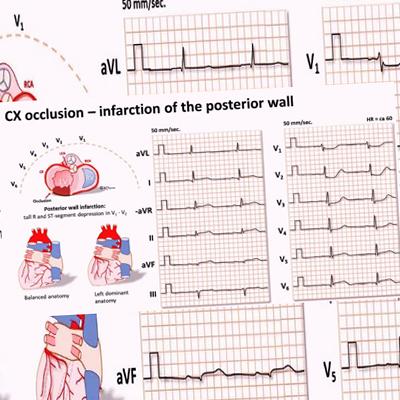 50 mm/sec.
V1
aVL
V1
RCA
CX occlusion – infarction of the posterior wall
50 mm/sec.
50 mm/sec.
HR = ca 60
Occlusion
Posterior wall infarction:
tall R and ST-segment depression in V1 - V2
Balanced anatomy
Left dominant
anatomy
aVL
I
-aVR
II
aVF
III
V1
V2
V3
V4
V5
V6
aVF
V5